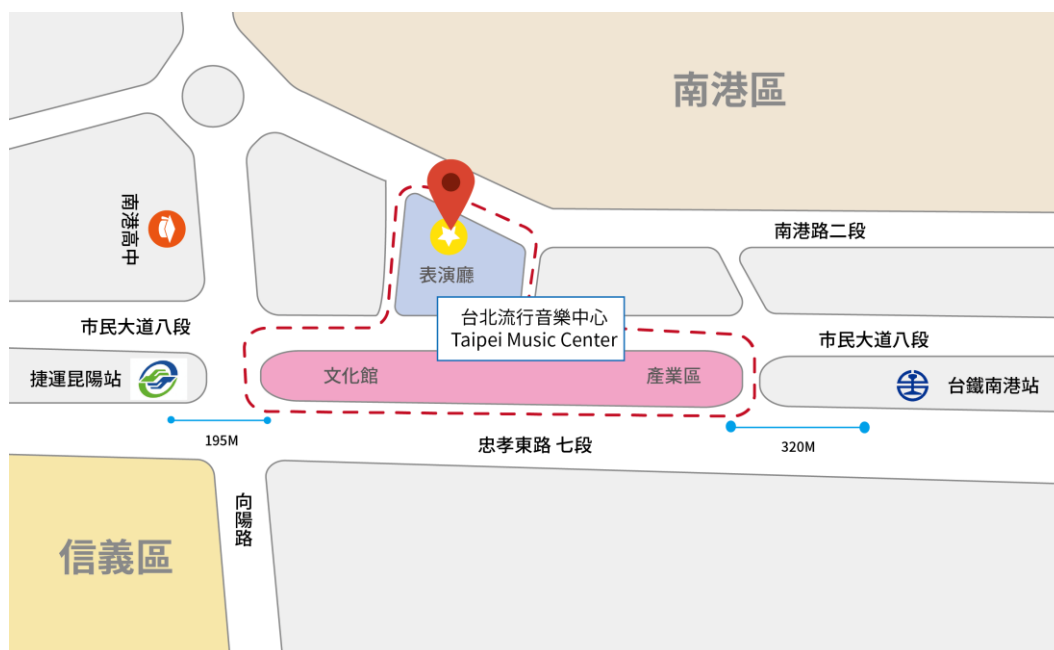 南港區
南港高中
南港路二段
表演廳
台北流行音樂中心
Taipei Music Center
市民大道八段
市民大道八段
捷運昆陽站
文化館
產業區
台鐵南港站
195M
忠孝東路 七段
320M
向陽路
信義區